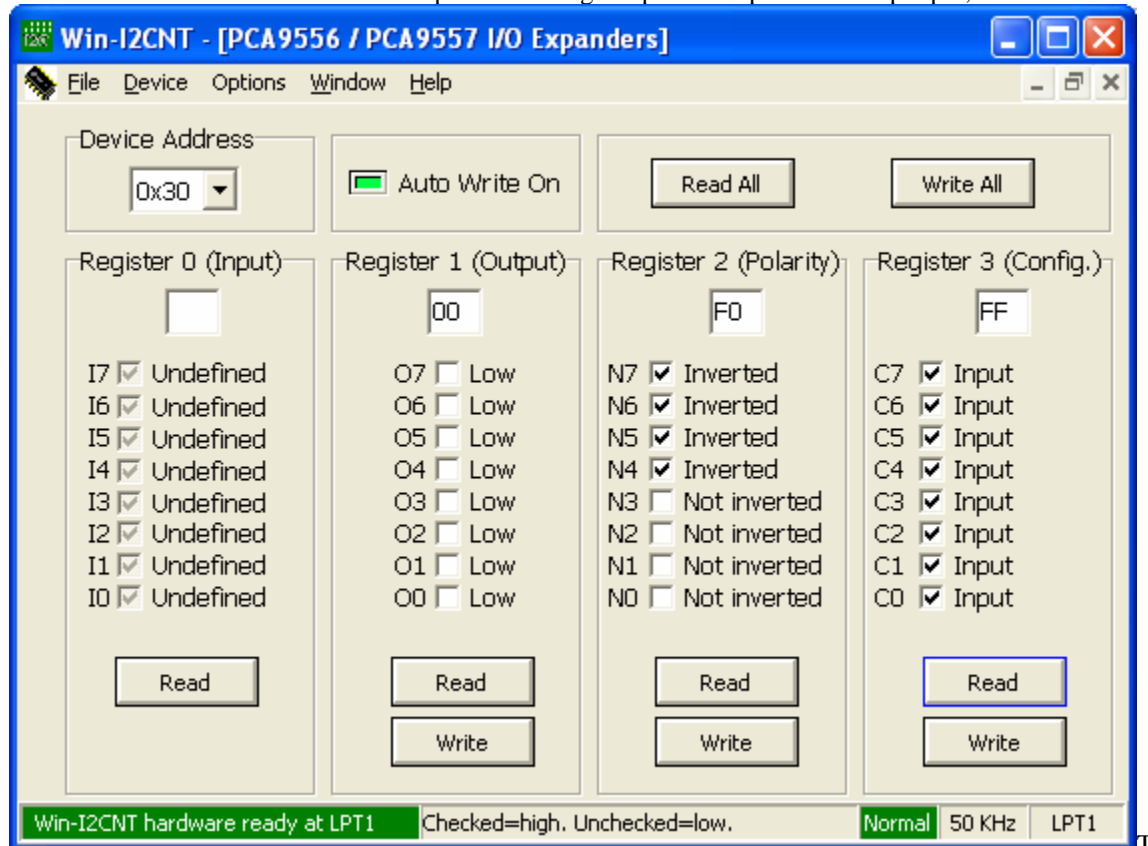 Win-I2CNT - [PCA9556 / PCA9557 I/O Expanders]
File Device Options Window Help
Device Address
0x30
Auto Write On
Read All
Write All
Register 0 (Input)
I7 Undefined
I6 Undefined
I5 Undefined
I4 Undefined
I3 Undefined
I2 Undefined
I1 Undefined
I0 Undefined
Read
Register 1 (Output)
00
O7 Low
O6 Low
O5 Low
O4 Low
O3 Low
O2 Low
O1 Low
O0 Low
Read
Write
Register 2 (Polarity)
F0
N7 Inverted
N6 Inverted
N5 Inverted
N4 Inverted
N3 Not inverted
N2 Not inverted
N1 Not inverted
N0 Not inverted
Read
Write
Register 3 (Config.)
FF
C7 Input
C6 Input
C5 Input
C4 Input
C3 Input
C2 Input
C1 Input
C0 Input
Read
Write
Win-I2CNT hardware ready at LPT1 Checked=high. Unchecked=low. Normal 50 KHz LPT1